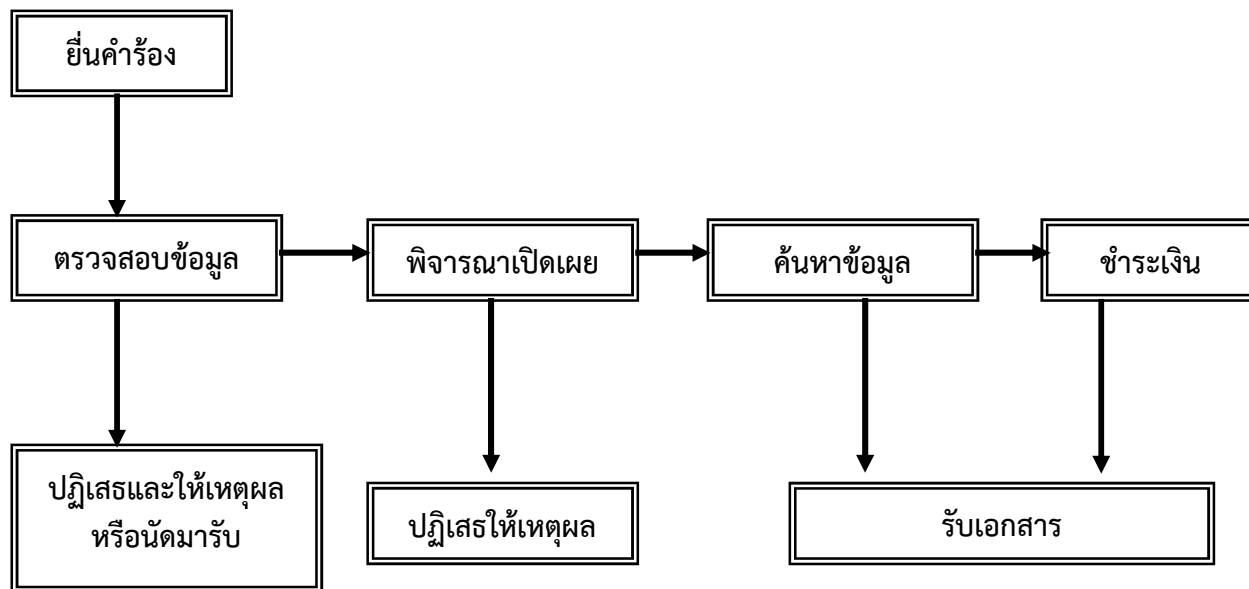 ยื่นคำร้อง
ตรวจสอบข้อมูล
พิจารณาเปิดเผย
ค้นหาข้อมูล
ชำระเงิน
ปฏิเสธและให้เหตุผล
หรือนัดมารับ
ปฏิเสธให้เหตุผล
รับเอกสาร